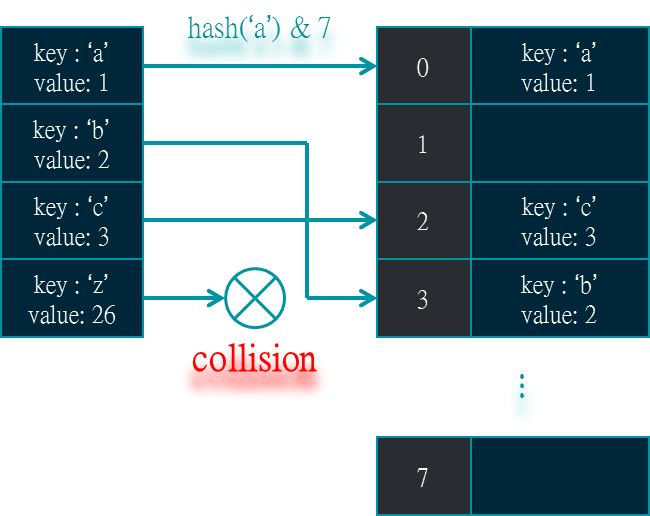 hash(‘a’) & 7
key : ‘a’
value: 1
key : ‘b’
value: 2
key : ‘c’
value: 3
key : ‘z’
value: 26
collision
0
key : ‘a’
value: 1
1
2
key : ‘c’
value: 3
3
key : ‘b’
value: 2
⋮
7